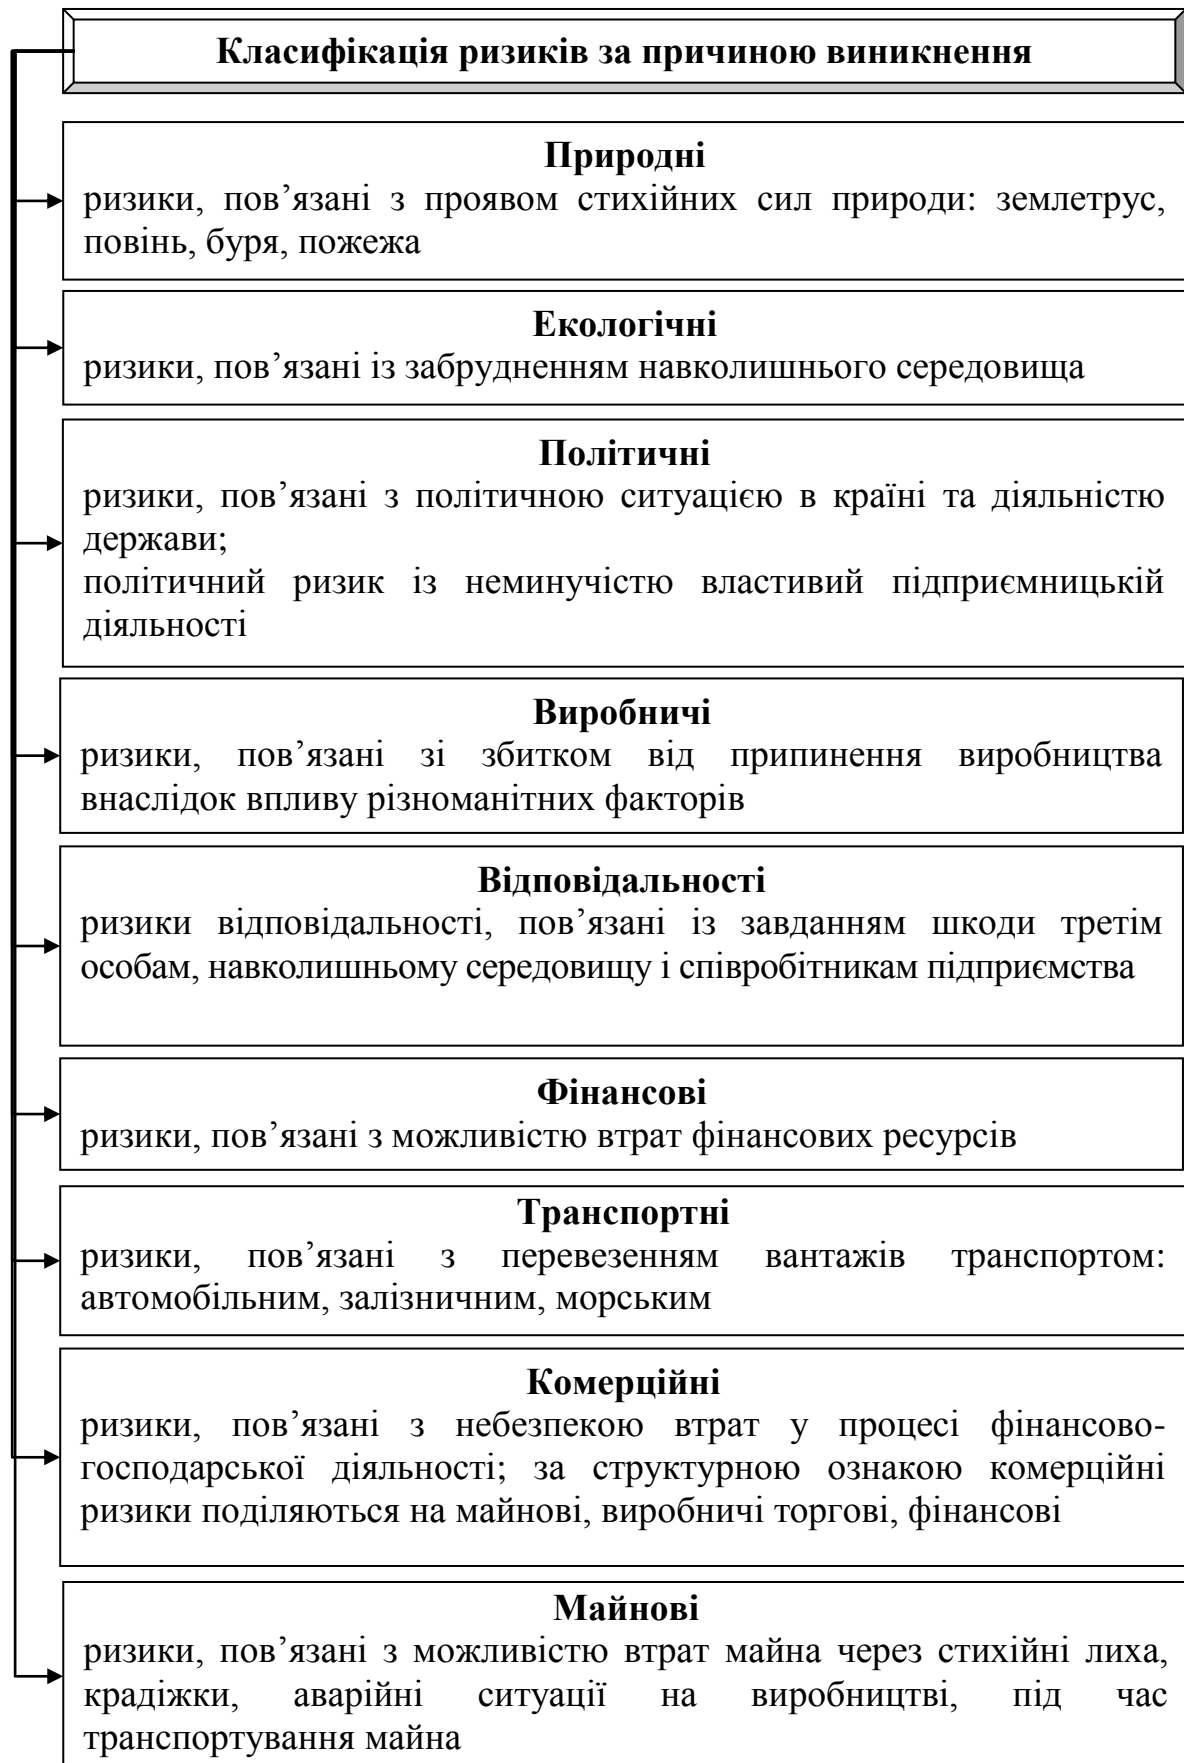 Класифікація ризиків за причиною виникнення
Природні
ризики, пов’язані з проявом стихійних сил природи: землетрус,
повінь, буря, пожежа
Екологічні
ризики, пов’язані із забрудненням навколишнього середовища
Політичні
ризики, пов’язані з політичною ситуацією в країні та діяльністю
держави;
політичний ризик із неминучістю властивий підприємницькій
діяльності
Виробничі
ризики, пов’язані зі збитком від припинення виробництва
внаслідок впливу різноманітних факторів
Відповідальності
ризики відповідальності, пов’язані із завданням шкоди третім
особам, навколишньому середовищу і співробітникам підприємства
Фінансові
ризики, пов’язані з можливістю втрат фінансових ресурсів
Транспортні
ризики, пов’язані з перевезенням вантажів транспортом:
автомобільним, залізничним, морським
Комерційні
ризики, пов’язані з небезпекою втрат у процесі фінансово-
господарської діяльності; за структурною ознакою комерційні
ризики поділяються на майнові, виробничі торгові, фінансові
Майнові
ризики, пов’язані з можливістю втрат майна через стихійні лиха,
крадіжки, аварійні ситуації на виробництві, під час
транспортування майна